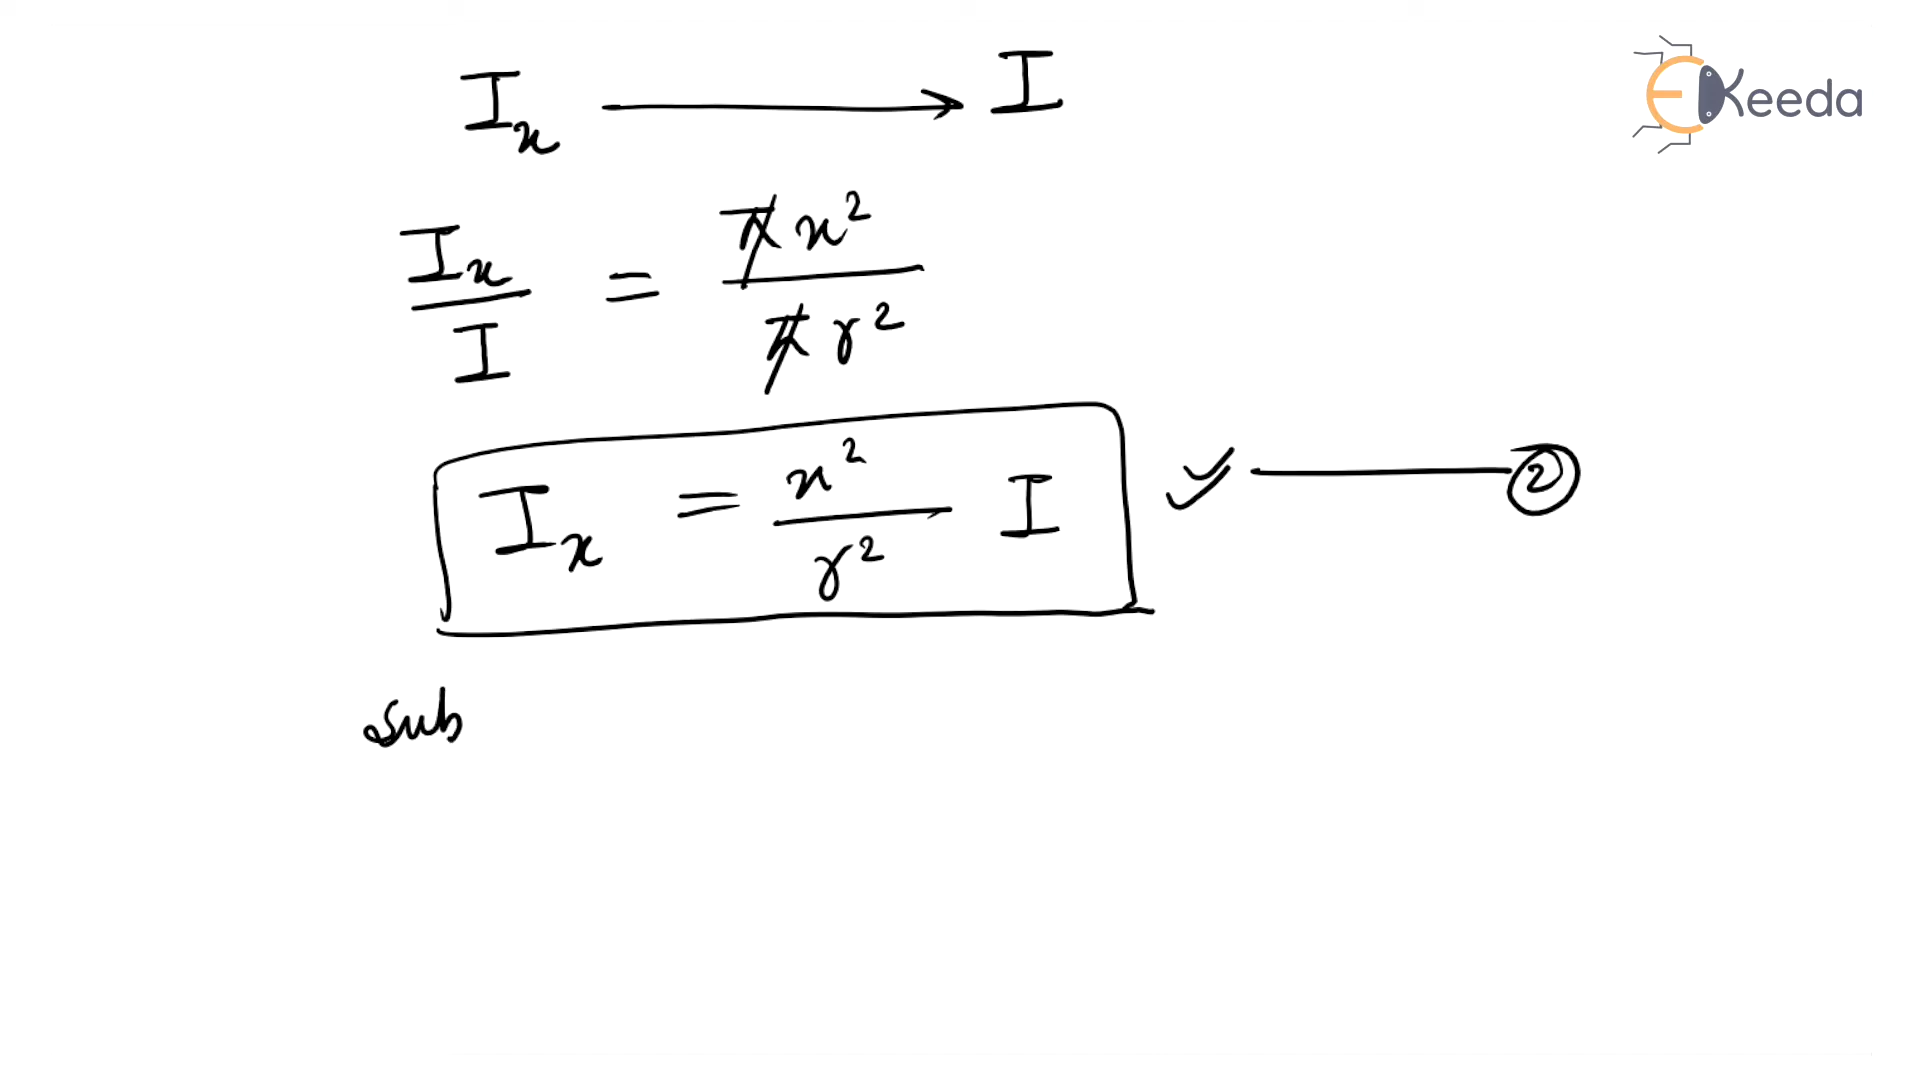 Iₓ → I
EKeeda
Iₓ/I = πx²/πr²
Iₓ = x²/r² I ✓ — ②
sub